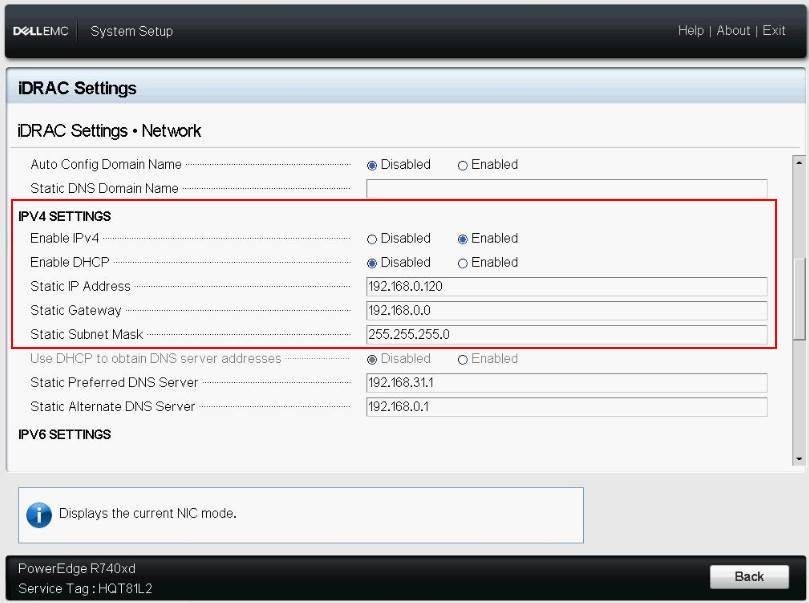 DELLEMC System Setup Help | About | Exit
iDRAC Settings
iDRAC Settings • Network
Auto Config Domain Name Disabled Enabled
Static DNS Domain Name
IPV4 SETTINGS
Enable IPv4 Disabled Enabled
Enable DHCP Disabled Enabled
Static IP Address 192.168.0.120
Static Gateway 192.168.0.0
Static Subnet Mask 255.255.255.0
Use DHCP to obtain DNS server addresses Disabled Enabled
Static Preferred DNS Server 192.168.31.1
Static Alternate DNS Server 192.168.0.1
IPV6 SETTINGS
Displays the current NIC mode.
PowerEdge R740xd
Service Tag : HQT81L2
Back